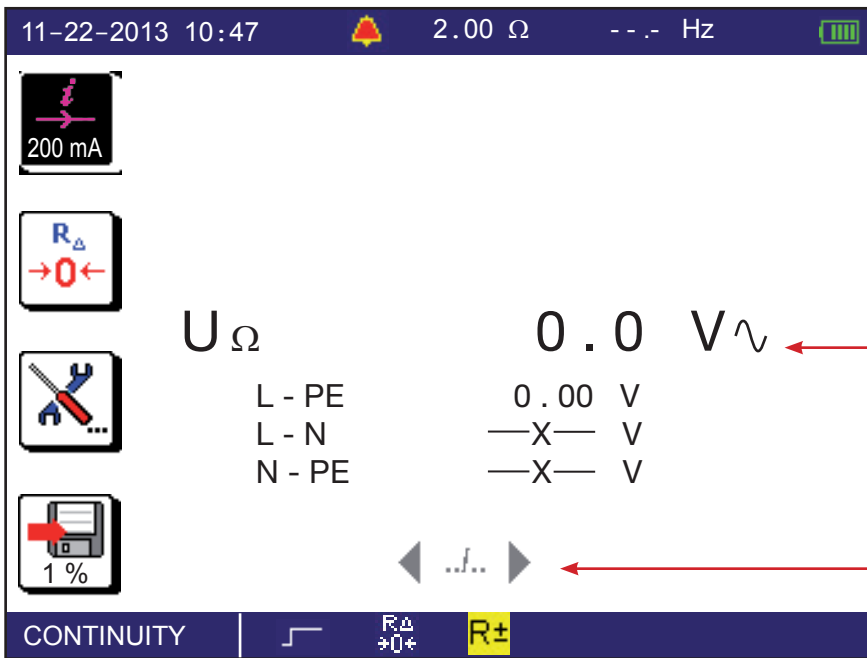 11-22-2013 10:47 2.00 Ω - - .- Hz
i
200 mA
RΔ
→0←
UΩ 0.0 V∿
...
L - PE 0.00 V
L - N —X— V
N - PE —X— V
1 %
../..
CONTINUITY RΔ →0← R±